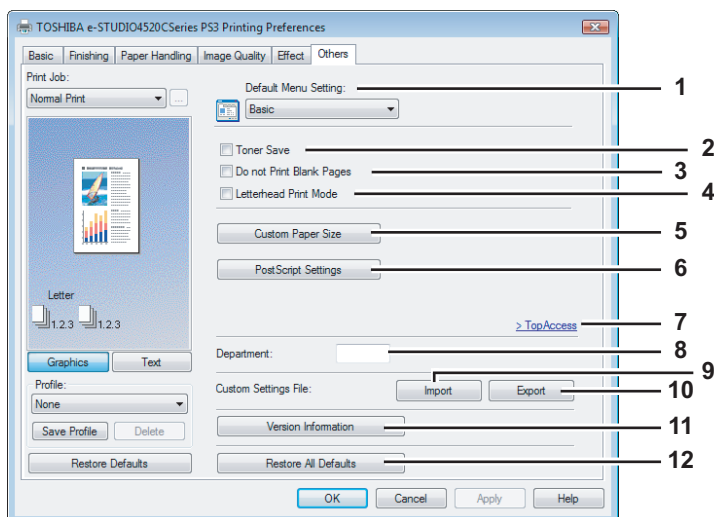 TOSHIBA e-STUDIO4520CSeries PS3 Printing Preferences
Basic Finishing Paper Handling Image Quality Effect Others
Print Job:
Normal Print ...
Letter
1.2.3 1.2.3
Graphics Text
Profile:
None
Save Profile Delete
Restore Defaults
Default Menu Setting: 1
Basic
Toner Save 2
Do not Print Blank Pages 3
Letterhead Print Mode 4
Custom Paper Size 5
PostScript Settings 6
> TopAccess 7
Department: 8
9
Custom Settings File: Import Export 10
Version Information 11
Restore All Defaults 12
OK Cancel Apply Help